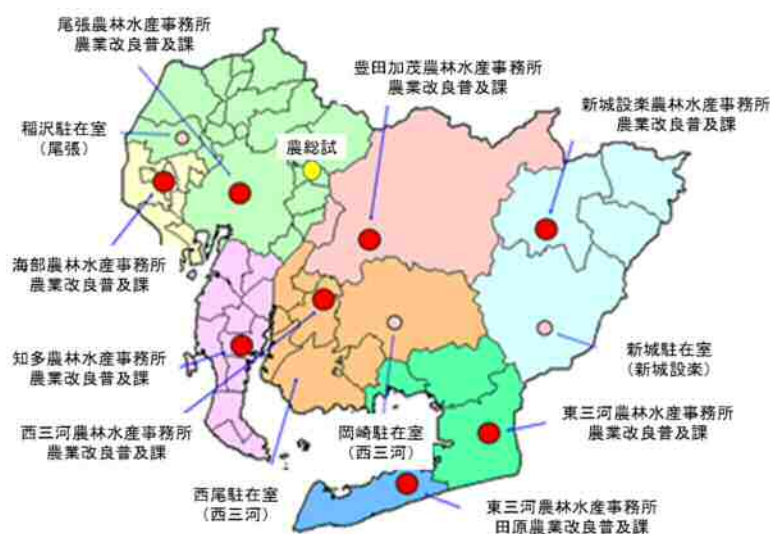 尾張農林水産事務所
農業改良普及課
豊田加茂農林水産事務所
農業改良普及課
新城設楽農林水産事務所
農業改良普及課
稲沢駐在室
(尾張)
農総試
海部農林水産事務所
農業改良普及課
知多農林水産事務所
農業改良普及課
新城駐在室
(新城設楽)
西三河農林水産事務所
農業改良普及課
岡崎駐在室
(西三河)
東三河農林水産事務所
農業改良普及課
西尾駐在室
(西三河)
東三河農林水産事務所
田原農業改良普及課